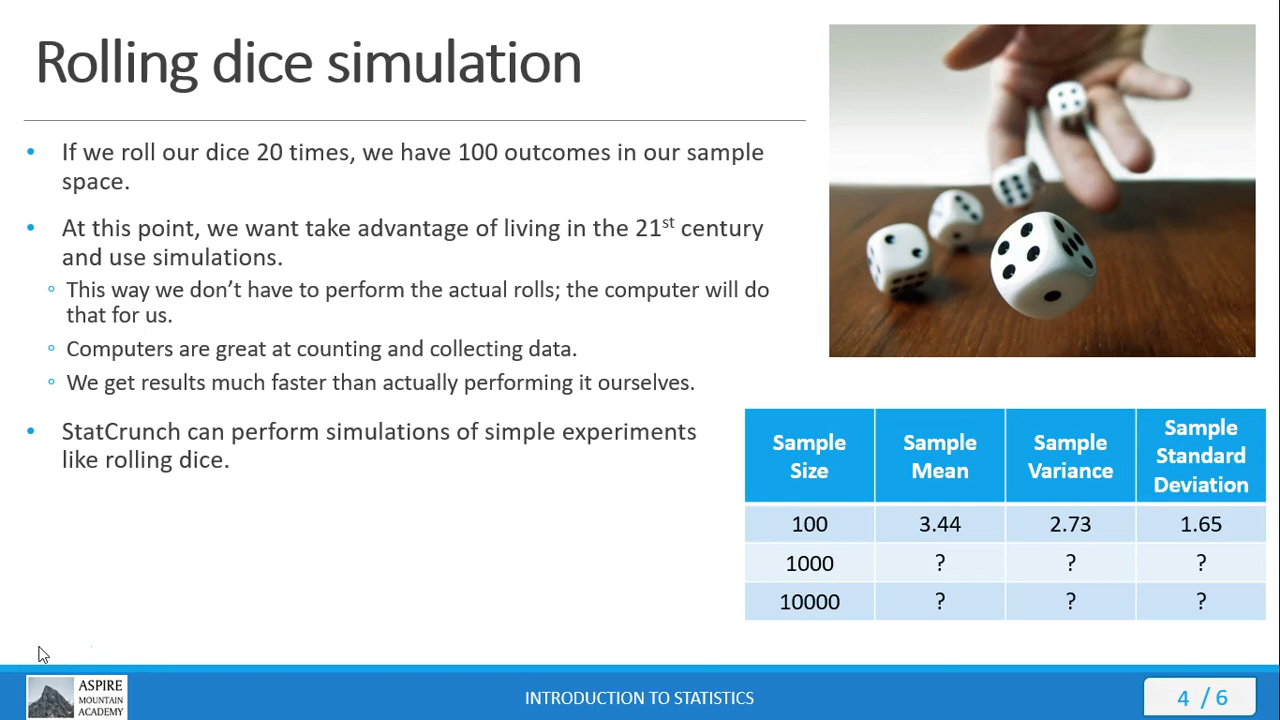 Rolling dice simulation
• If we roll our dice 20 times, we have 100 outcomes in our sample
space.
• At this point, we want take advantage of living in the 21st century
and use simulations.
◦ This way we don’t have to perform the actual rolls; the computer will do
that for us.
◦ Computers are great at counting and collecting data.
◦ We get results much faster than actually performing it ourselves.
• StatCrunch can perform simulations of simple experiments
like rolling dice.
Sample Size Sample Mean Sample Variance Sample Standard Deviation
100 3.44 2.73 1.65
1000 ? ? ?
10000 ? ? ?
ASPIRE
MOUNTAIN
ACADEMY
INTRODUCTION TO STATISTICS
4 / 6